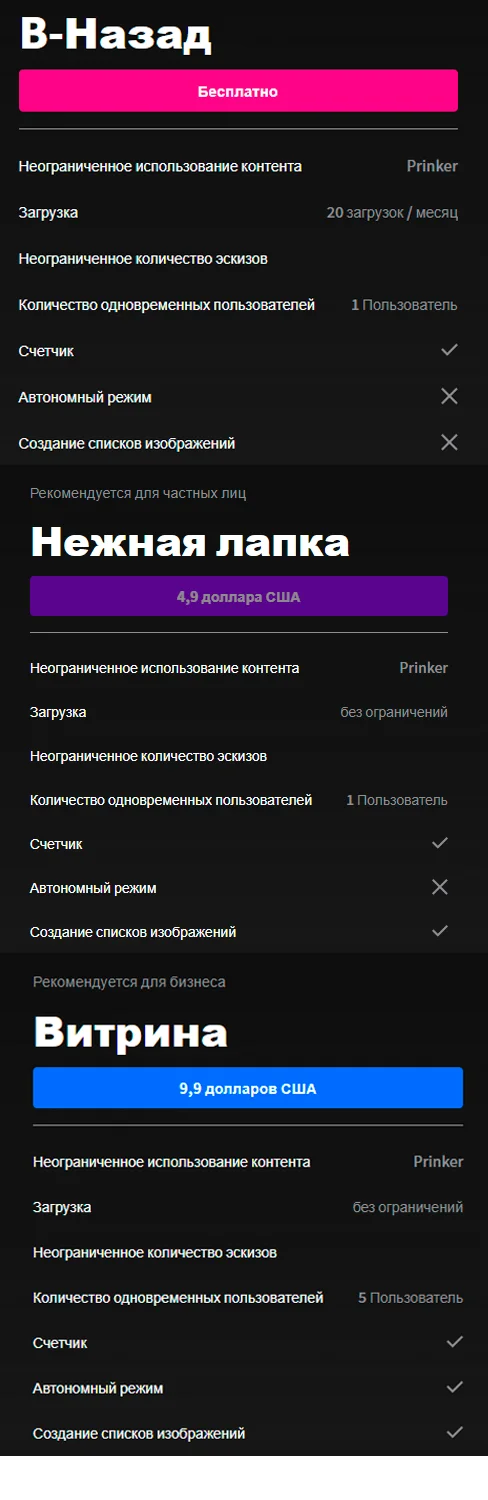 В-Назад
Бесплатно
Неограниченное использование контента Prinker
Загрузка 20 загрузок / месяц
Неограниченное количество эскизов
Количество одновременных пользователей 1 Пользователь
Счетчик
Автономный режим
Создание списков изображений
Рекомендуется для частных лиц
Нежная лапка
4,9 доллара США
Неограниченное использование контента Prinker
Загрузка без ограничений
Неограниченное количество эскизов
Количество одновременных пользователей 1 Пользователь
Счетчик
Автономный режим
Создание списков изображений
Рекомендуется для бизнеса
Витрина
9,9 долларов США
Неограниченное использование контента Prinker
Загрузка без ограничений
Неограниченное количество эскизов
Количество одновременных пользователей 5 Пользователь
Счетчик
Автономный режим
Создание списков изображений